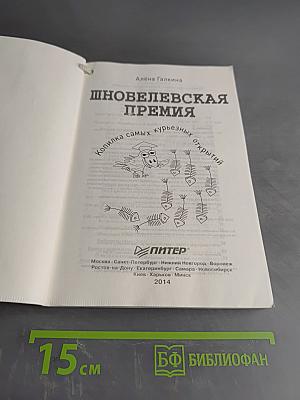 Алёна Галкина
ШНОБЕЛЕВСКАЯ
ПРЕМИЯ
Копилка самых курьезных открытий
ПИТЕР
Москва · Санкт-Петербург · Нижний Новгород · Воронеж
Ростов-на-Дону · Екатеринбург · Самара · Новосибирск
Киев · Харьков · Минск
2014
15 см
БФ БИБЛИОФАН